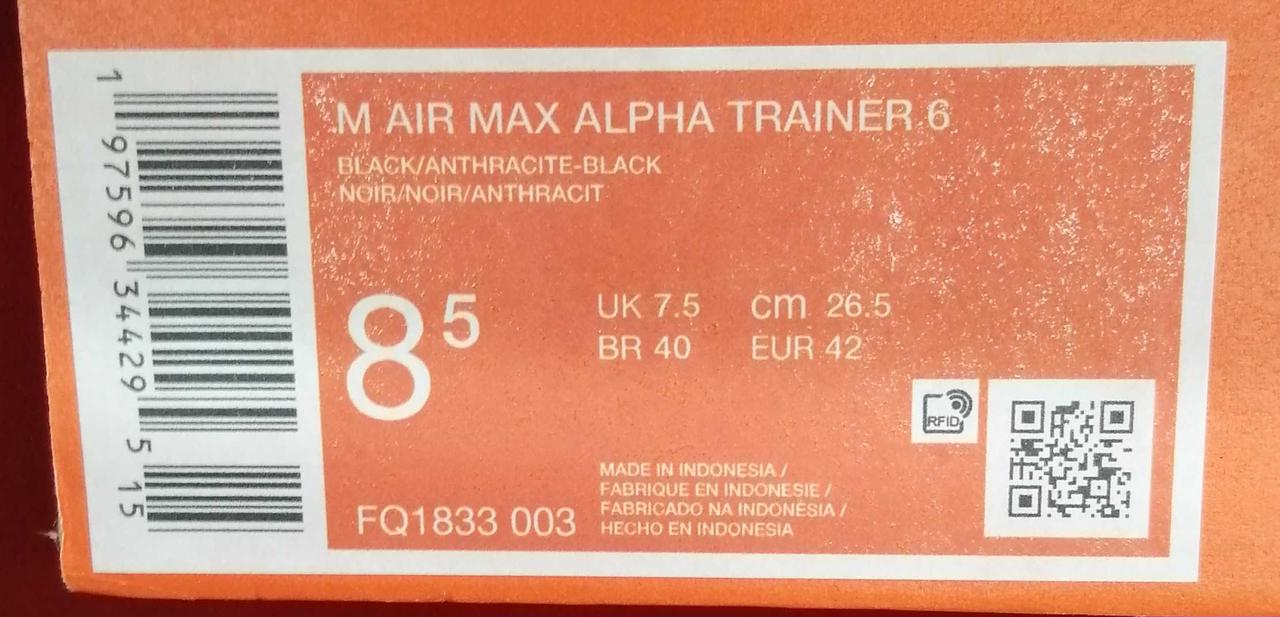 1 97596 34429 5 15
M AIR MAX ALPHA TRAINER 6
BLACK/ANTHRACITE-BLACK
NOIR/NOIR/ANTHRACIT
8 5
UK 7.5 cm 26.5
BR 40 EUR 42
RFID
FQ1833 003
MADE IN INDONESIA /
FABRIQUE EN INDONESIE /
FABRICADO NA INDONÉSIA /
HECHO EN INDONESIA